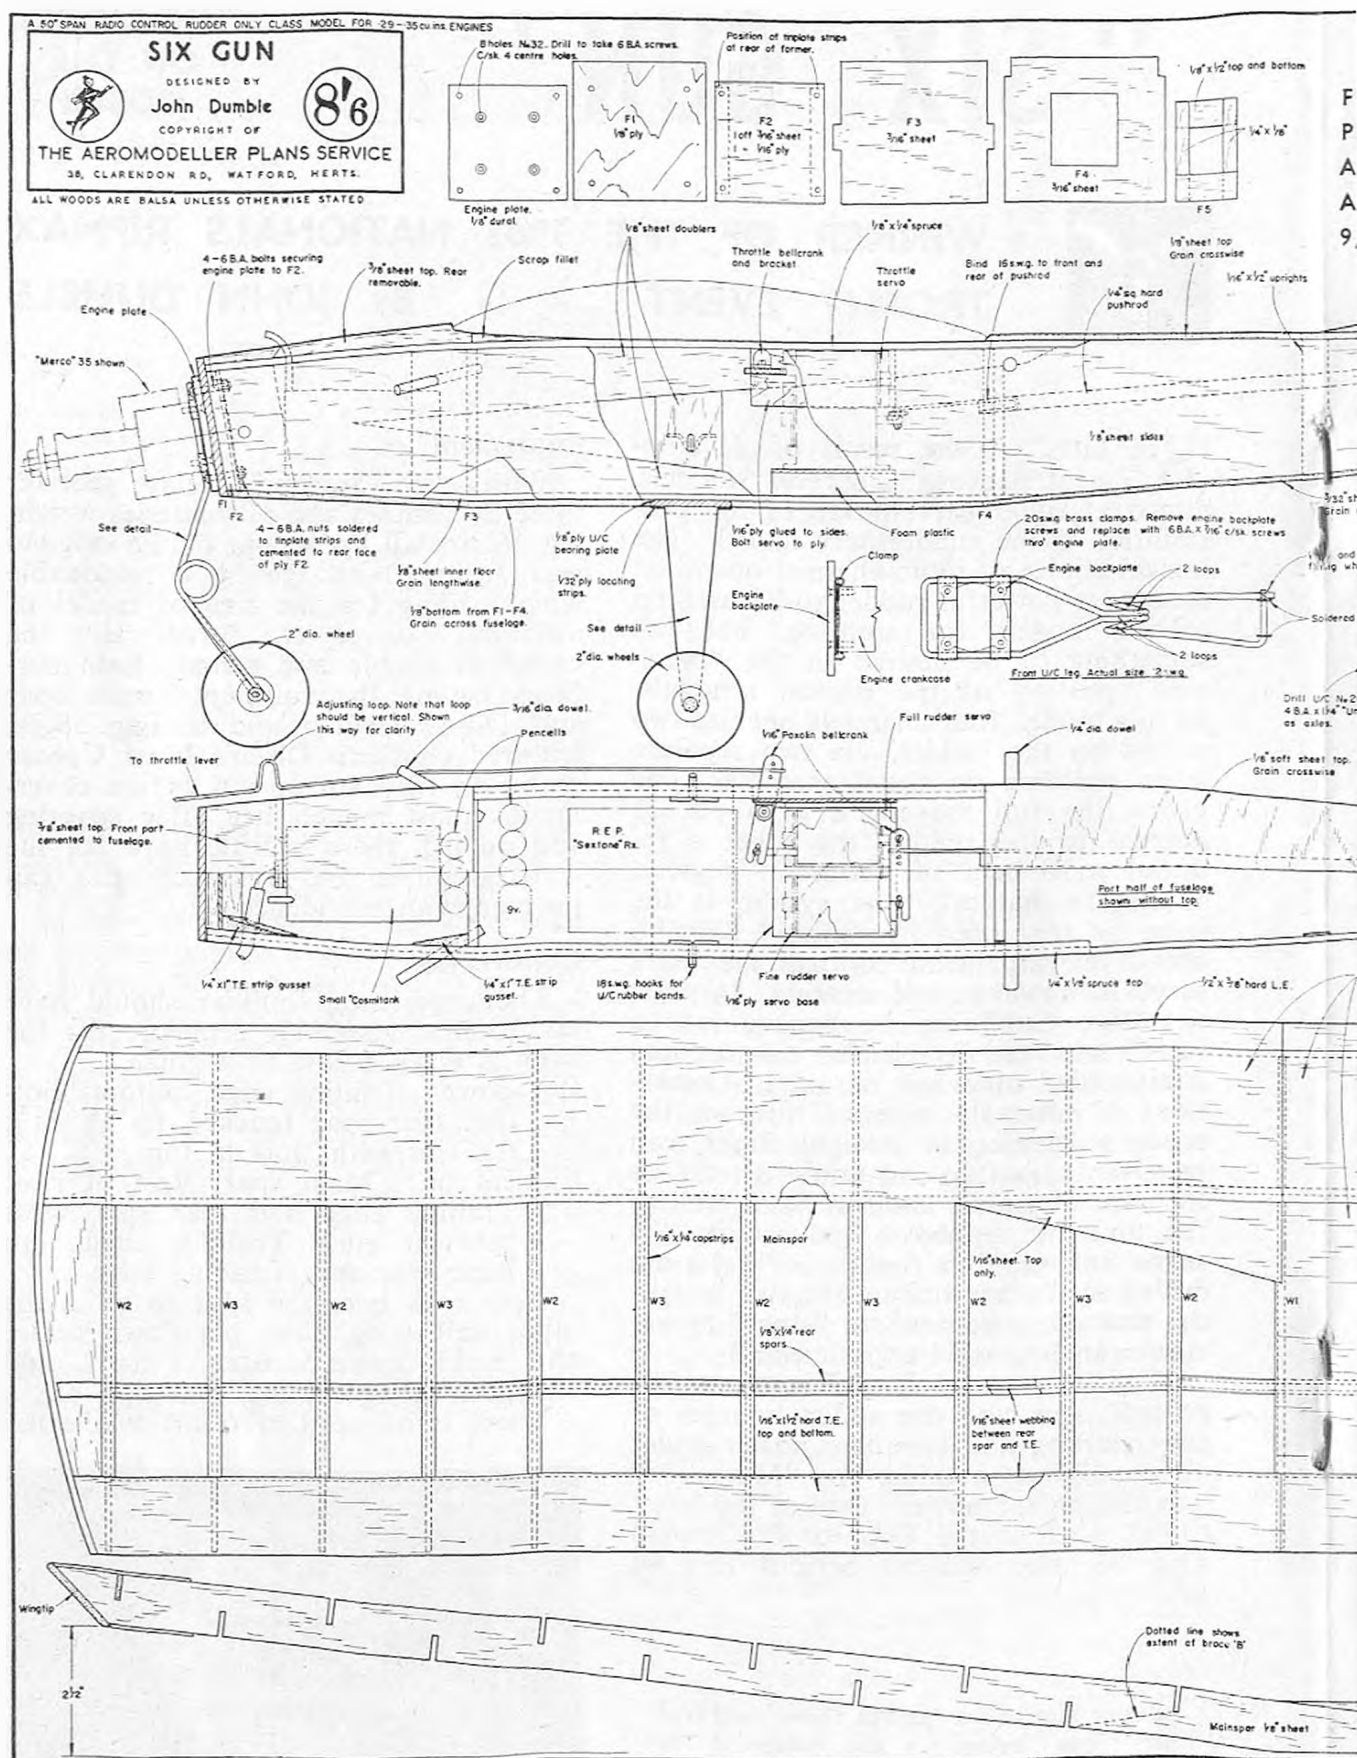 A 50" SPAN RADIO CONTROL RUDDER ONLY CLASS MODEL FOR ·29–·35cu.ins. ENGINES
SIX GUN
DESIGNED BY
John Dumble
COPYRIGHT OF
THE AEROMODELLER PLANS SERVICE
38, CLARENDON RD, WATFORD, HERTS.
8'6
ALL WOODS ARE BALSA UNLESS OTHERWISE STATED
8 holes No.32. Drill to take 6 B.A. screws.
C/sk. 4 centre holes.
Engine plate.
1/8" dural.
F1
1/8" ply
Position of tinplate strips
at rear of former.
F2
1 off 3/16" sheet
1 – 1/16" ply
F3
3/16" sheet
F4
3/16" sheet
1/8" x 1/2" top and bottom
1/4" x 1/8"
F5
F
P
A
A
9
4–6 B.A. bolts securing
engine plate to F2.
3/8" sheet top. Rear
removable.
Scrap fillet
1/8" sheet doublers
Throttle bellcrank
and bracket
1/8" x 1/4" spruce
Throttle
servo
Bind 16 s.w.g. to front and
rear of pushrod
1/4" sq. hard
pushrod
1/8" sheet top
Grain crosswise
1/16" x 1/2" uprights
Engine plate
"Merco" 35 shown
1/8" sheet sides
F1
F2
F3
F4
See detail
4–6 B.A. nuts soldered
to tinplate strips and
cemented to rear face
of ply F2.
1/8" sheet inner floor
Grain lengthwise.
1/8" bottom from F1–F4.
Grain across fuselage.
1/8" ply U/C
bearing plate
1/32" ply locating
strips.
1/16" ply glued to sides.
Bolt servo to ply.
Foam plastic
Clamp
20 s.w.g. brass clamps. Remove engine backplate
screws and replace with 6 B.A. x 7/16" c/sk. screws
thro' engine plate.
Engine backplate
2 loops
Engine
backplate
Soldered
2 loops
See detail
2" dia. wheel
2" dia. wheels
Engine crankcase
Front U/C leg. Actual size.
Drill U/C
as axles.
Adjusting loop. Note that loop
should be vertical. Shown
this way for clarity
3/16" dia. dowel.
Pencells
1/16" Paxolin bellcrank
Full rudder servo
1/4" dia. dowel
1/8" soft sheet top.
Grain crosswise
To throttle lever
3/8" sheet top. Front part
cemented to fuselage.
R.E.P.
"Sextone" Rx.
9v.
Port half of fuselage
shown without top.
1/4" x 1" T.E. strip gusset
Small "Cosmitank"
1/4" x 1" T.E. strip
gusset.
18 s.w.g. hooks for
U/C rubber bands.
Fine rudder servo
1/16" ply servo base
1/4" x 1/8" spruce top
1/2" x 3/8" hard L.E.
1/16" x 1/4" capstrips
Mainspar
1/16" sheet. Top
only.
W2
W3
W2
W3
W2
W3
W2
W3
W2
W3
W2
W1
1/8" x 1/4" rear
spars.
1/16" x 1 1/2" hard T.E.
top and bottom.
1/16" sheet webbing
between rear
spar and T.E.
Wingtip
2 1/2"
Dotted line shows
extent of brace 'B'
Mainspar 1/8" sheet